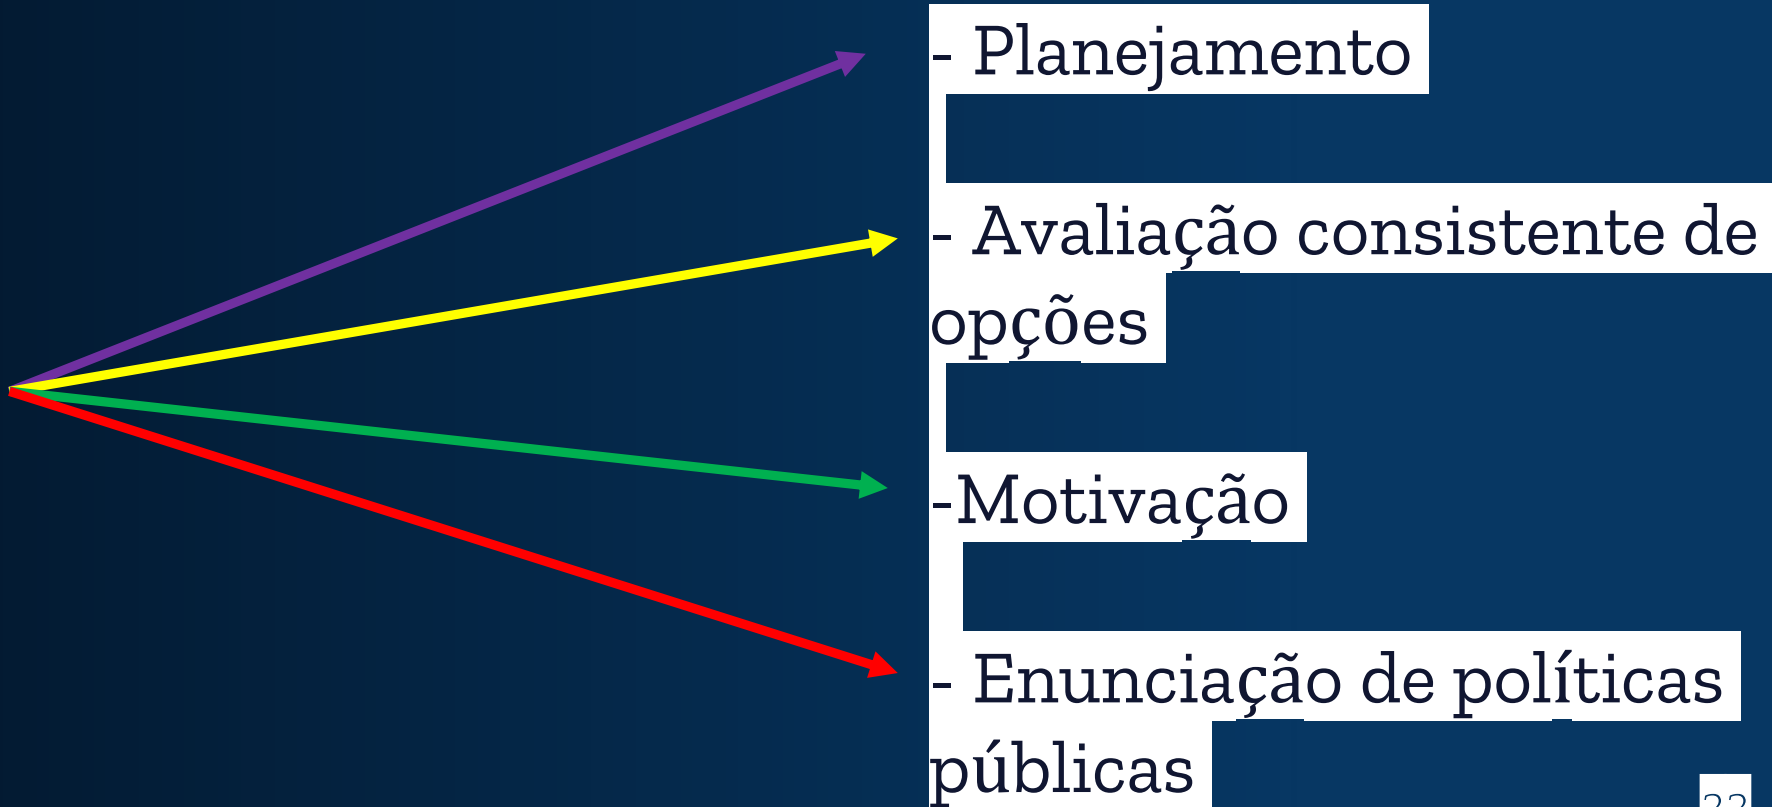 - Planejamento
- Avaliação consistente de
opções
-Motivação
- Enunciação de políticas
públicas